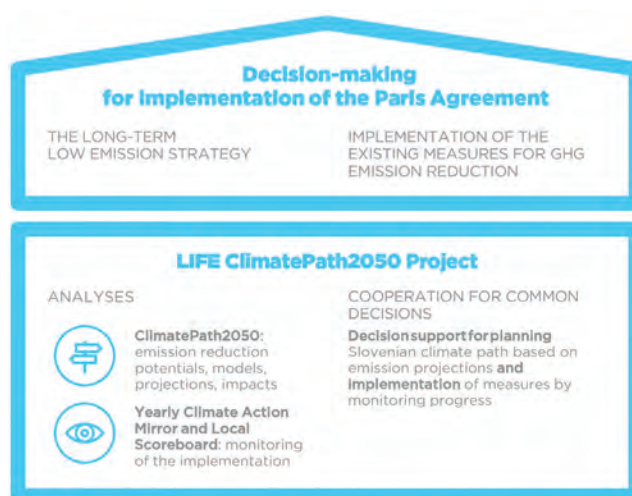 Decision-making
for Implementation of the Paris Agreement
THE LONG-TERM
LOW EMISSION STRATEGY
IMPLEMENTATION OF THE
EXISTING MEASURES FOR GHG
EMISSION REDUCTION
LIFE ClimatePath2050 Project
ANALYSES
ClimatePath2050:
emission reduction
potentials, models,
projections, impacts
Yearly Climate Action
Mirror and Local
Scoreboard: monitoring
of the implementation
COOPERATION FOR COMMON
DECISIONS
Decision support for planning
Slovenian climate path based on
emission projections and
implementation of measures by
monitoring progress